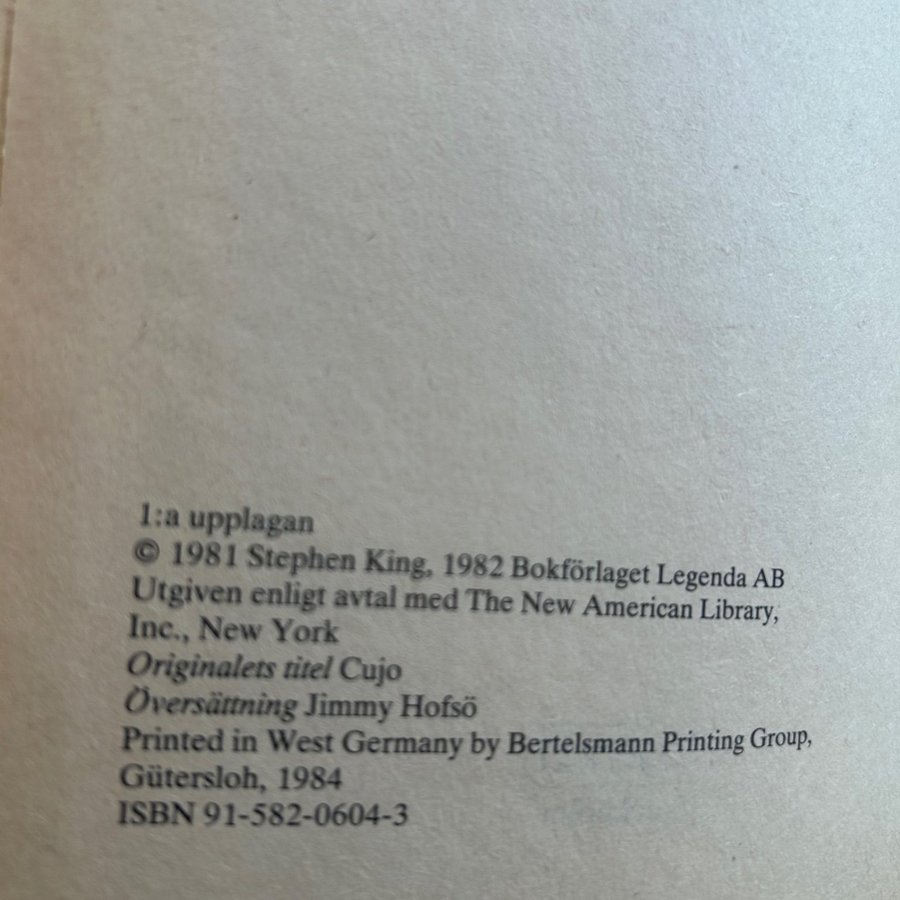 1:a upplagan
© 1981 Stephen King, 1982 Bokförlaget Legenda AB
Utgiven enligt avtal med The New American Library,
Inc., New York
Originalets titel Cujo
Översättning Jimmy Hofsö
Printed in West Germany by Bertelsmann Printing Group,
Gütersloh, 1984
ISBN 91-582-0604-3